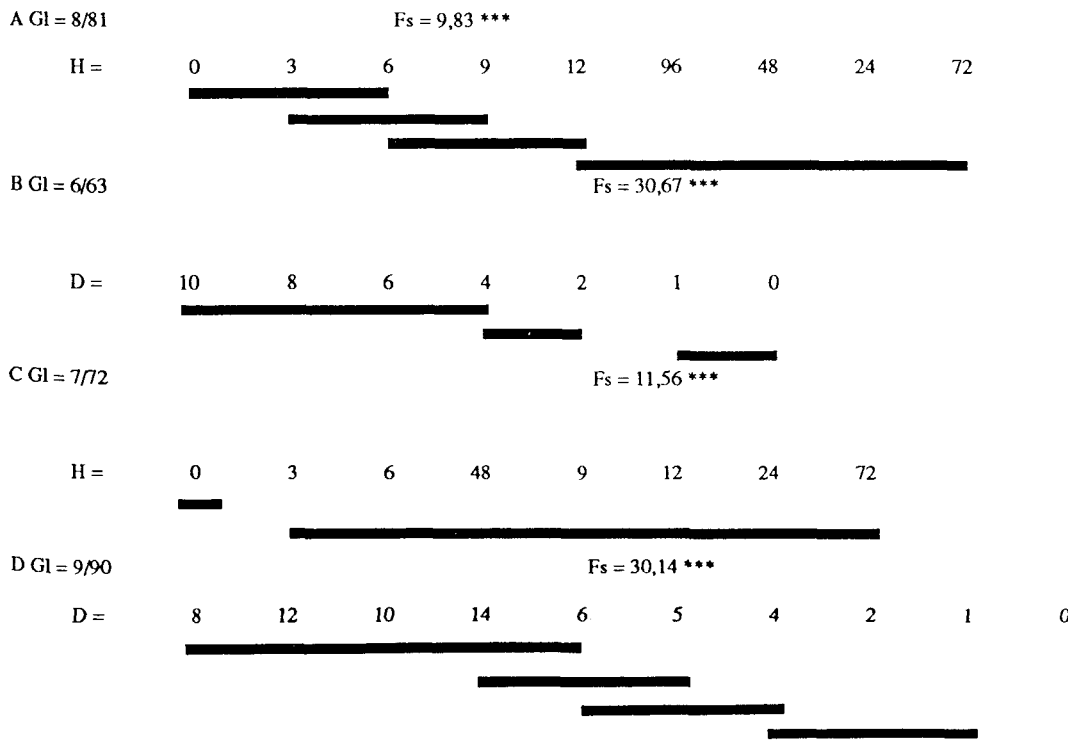 A Gl = 8/81 Fs = 9,83 ***
H = 0 3 6 9 12 96 48 24 72
B Gl = 6/63 Fs = 30,67 ***
D = 10 8 6 4 2 1 0
C Gl = 7/72 Fs = 11,56 ***
H = 0 3 6 48 9 12 24 72
D Gl = 9/90 Fs = 30,14 ***
D = 8 12 10 14 6 5 4 2 1 0